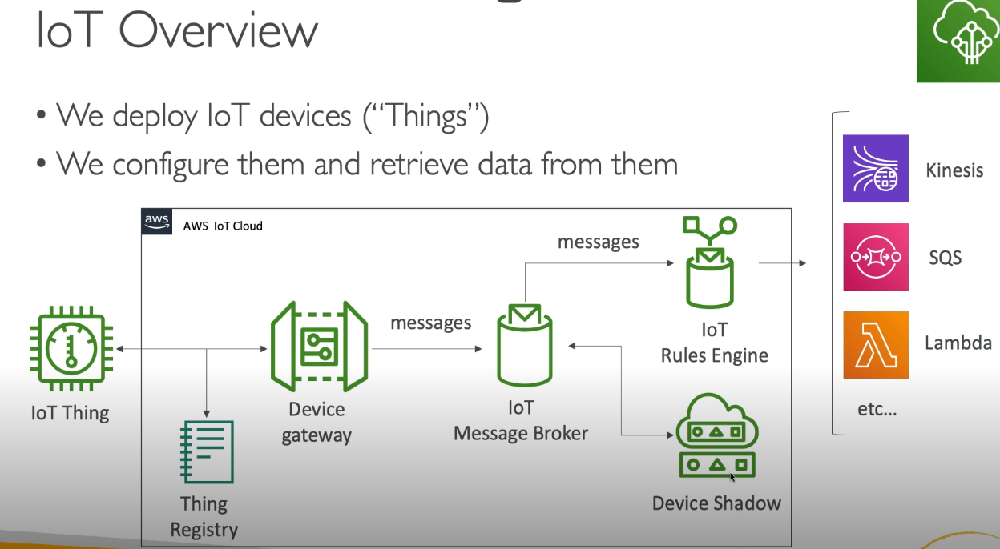 IoT Overview
• We deploy IoT devices (“Things”)
• We configure them and retrieve data from them
aws
AWS IoT Cloud
messages
Kinesis
SQS
Lambda
etc...
IoT
Rules Engine
messages
IoT Thing
Device
gateway
IoT
Message Broker
Device Shadow
Thing
Registry